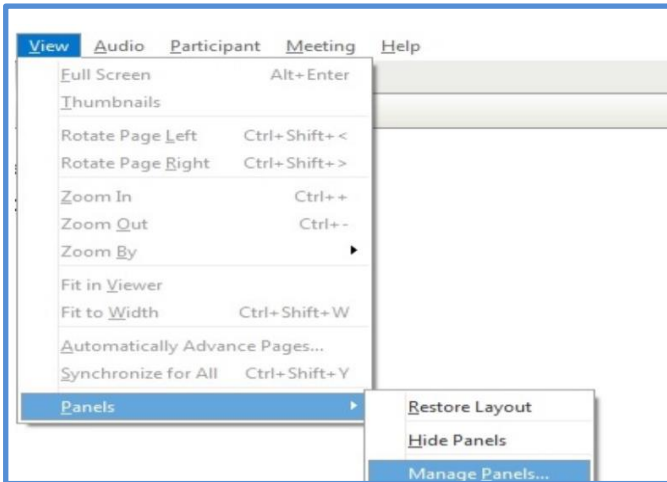 View Audio Participant Meeting Help
Full Screen Alt+Enter
Thumbnails
Rotate Page Left Ctrl+Shift+<
Rotate Page Right Ctrl+Shift+>
Zoom In Ctrl++
Zoom Out Ctrl+-
Zoom By
Fit in Viewer
Fit to Width Ctrl+Shift+W
Automatically Advance Pages...
Synchronize for All Ctrl+Shift+Y
Panels
Restore Layout
Hide Panels
Manage Panels...